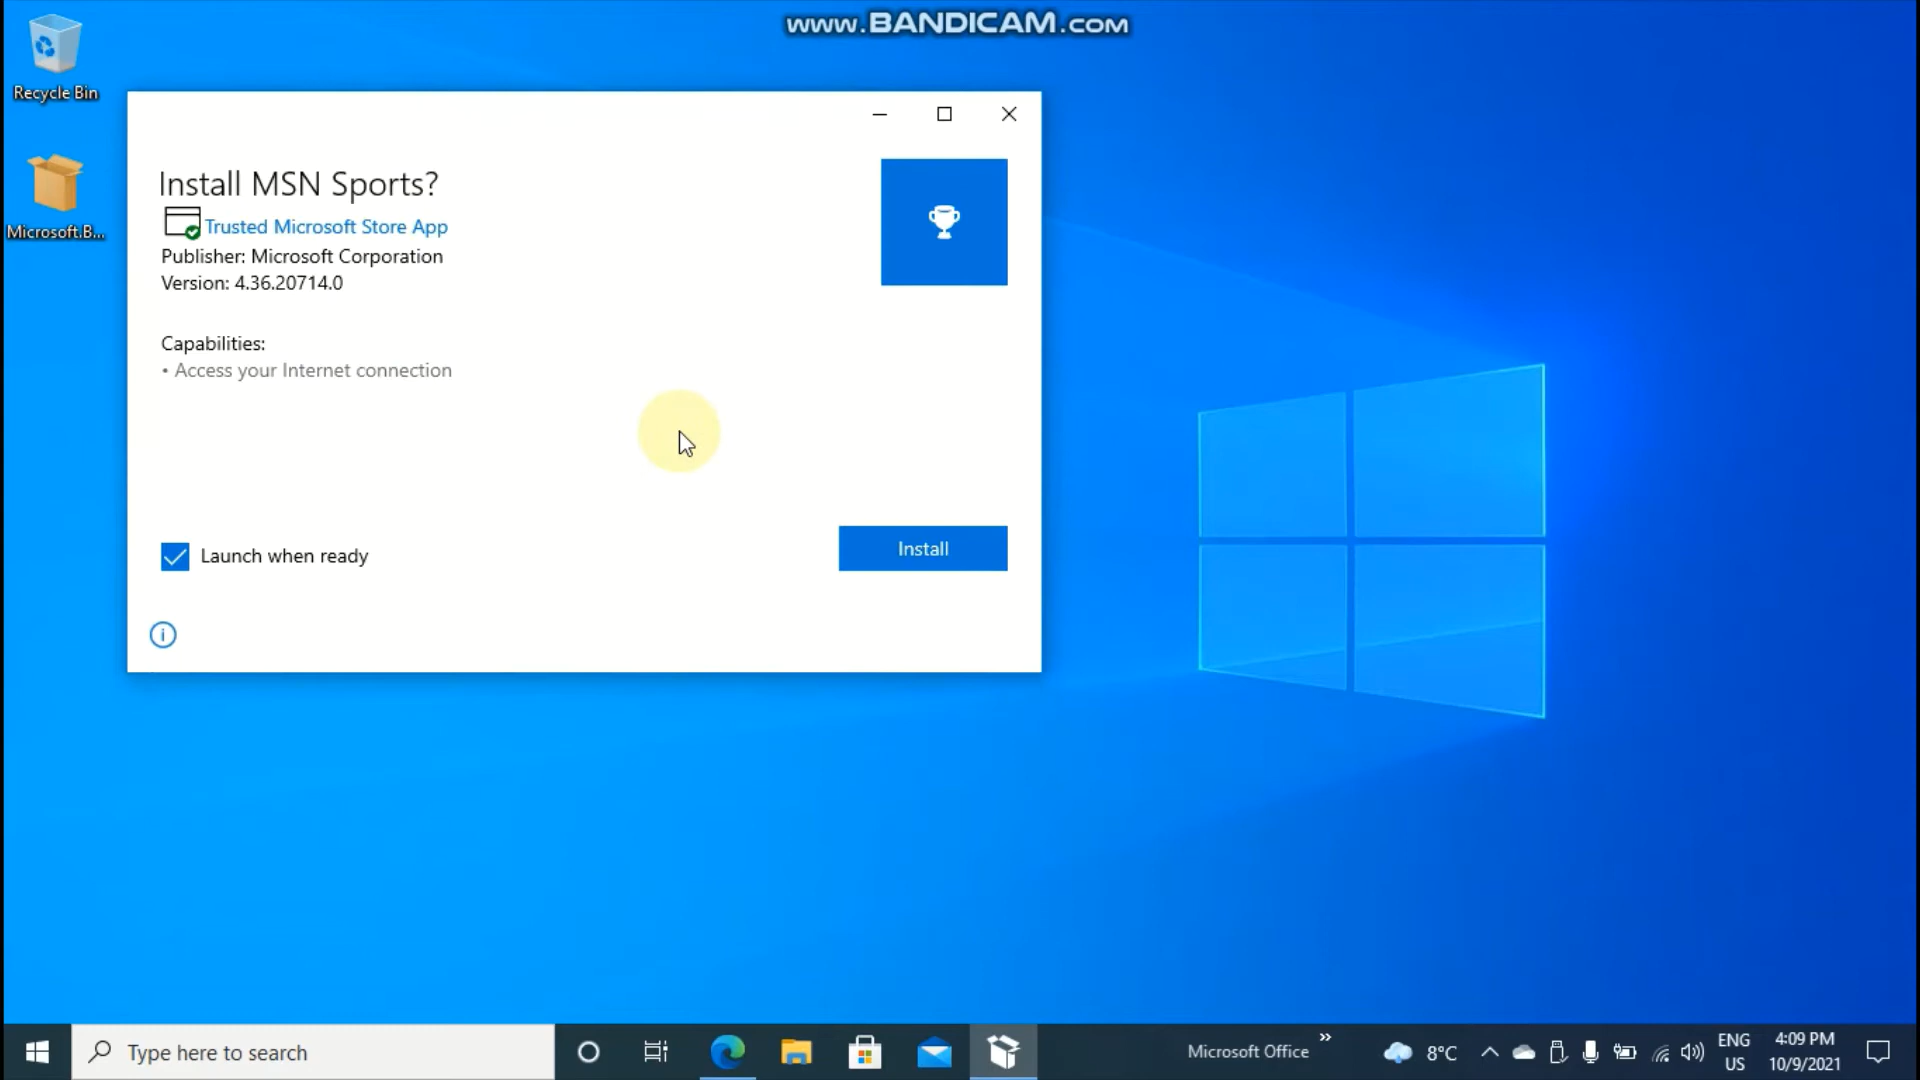 www.BANDICAM.com
Recycle Bin
Microsoft.B...
Install MSN Sports?
Trusted Microsoft Store App
Publisher: Microsoft Corporation
Version: 4.36.20714.0
Capabilities:
• Access your Internet connection
Launch when ready
Install
Type here to search
Microsoft Office
»
8°C
ENG
US
4:09 PM
10/9/2021